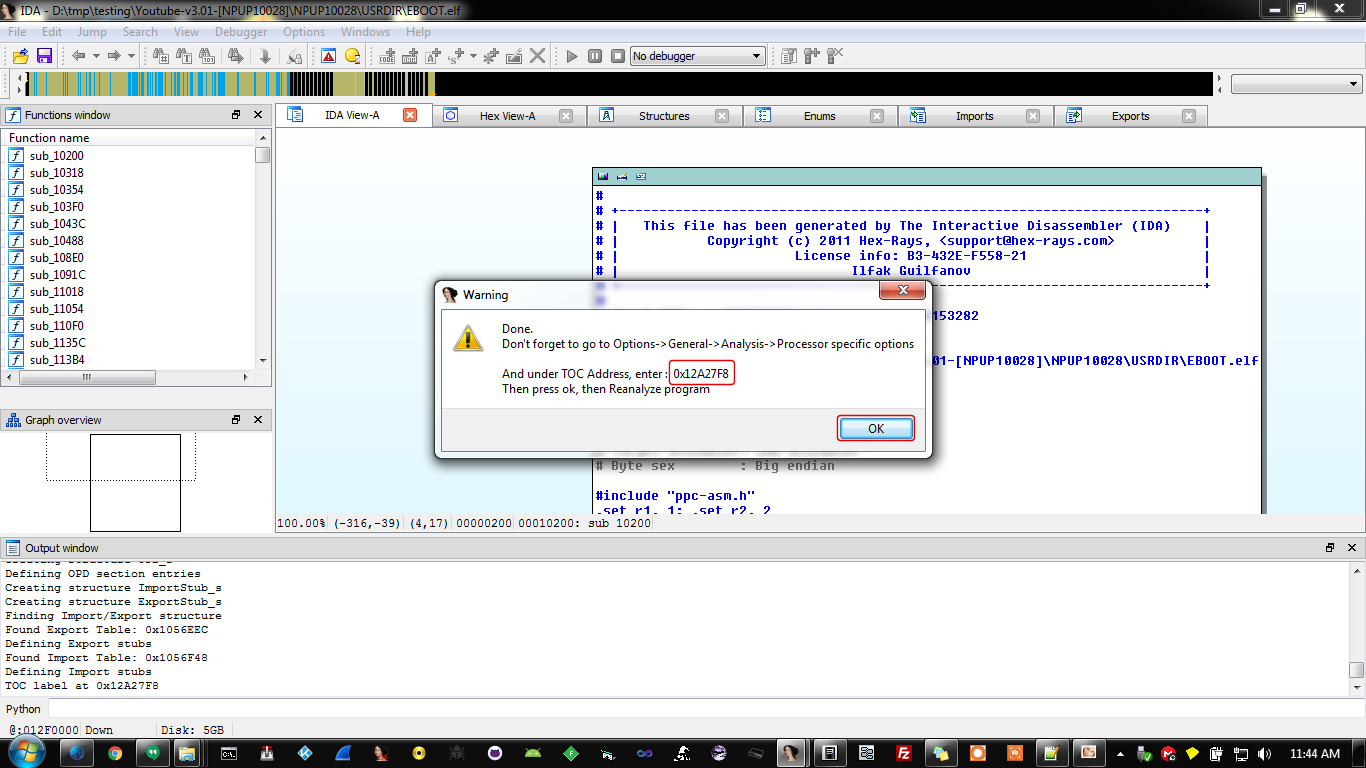 IDA - D:\tmp\testing\Youtube-v3.01-[NPUP10028]\NPUP10028\USRDIR\EBOOT.elf
File Edit Jump Search View Debugger Options Windows Help
No debugger
Functions window
IDA View-A
Hex View-A
Structures
Enums
Imports
Exports
Function name
sub_10200
sub_10318
sub_10354
sub_103F0
sub_1043C
sub_10488
sub_108E0
sub_1091C
sub_11018
sub_11054
sub_110F0
sub_1135C
sub_113B4
Graph overview
#
# +-------------------------------------------------------------------------+
# | This file has been generated by The Interactive Disassembler (IDA) |
# | Copyright (c) 2011 Hex-Rays, <support@hex-rays.com> |
# | License info: B3-432E-F558-21 |
# | Ilfak Guilfanov |
153282
01-[NPUP10028]\NPUP10028\USRDIR\EBOOT.elf
Warning
Done.
Don't forget to go to Options->General->Analysis->Processor specific options
And under TOC Address, enter : 0x12A27F8
Then press ok, then Reanalyze program
OK
# Byte sex : Big endian
#include "ppc-asm.h"
.set r1, 1; .set r2, 2
100.00% (-316,-39) (4,17) 00000200 00010200: sub 10200
Output window
Defining OPD section entries
Creating structure ImportStub_s
Creating structure ExportStub_s
Finding Import/Export structure
Found Export Table: 0x1056EEC
Defining Export stubs
Found Import Table: 0x1056F48
Defining Import stubs
TOC label at 0x12A27F8
Python
@:012F0000 Down Disk: 5GB
11:44 AM